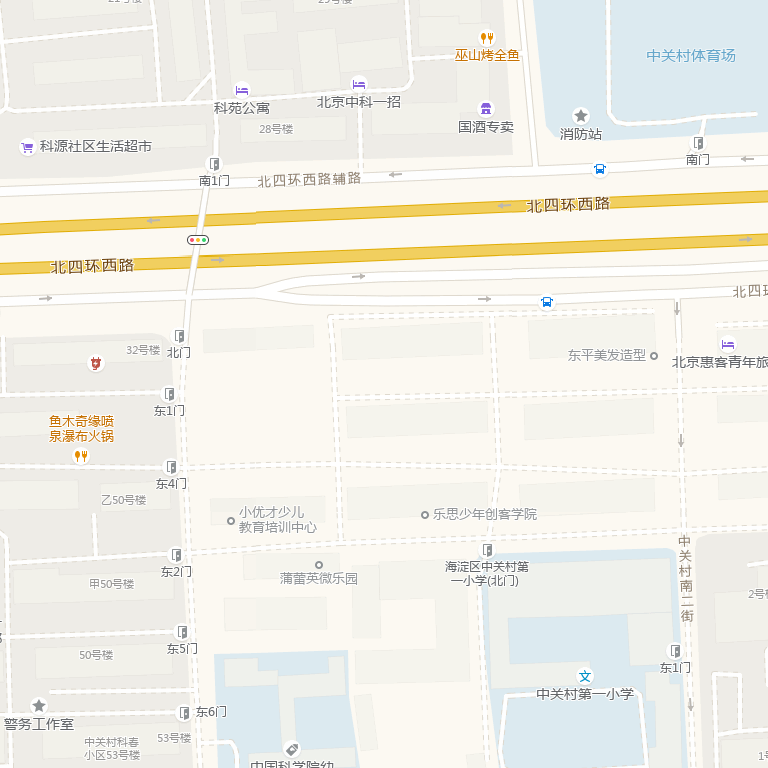 巫山烤全鱼
中关村体育场
科苑公寓
北京中科一招
28号楼
国酒专卖
消防站
科源社区生活超市
南1门
南门
北四环西路辅路
北四环西路
北四环西路
32号楼
北门
东平美发造型
北京惠客青年旅
东1门
鱼木奇缘喷
泉瀑布火锅
东4门
乙50号楼
小优才少儿
教育培训中心
乐思少年创客学院
东2门
海淀区中关村第
一小学(北门)
蒲蕾英微乐园
甲50号楼
中关村南二街
50号楼
东5门
东1门
中关村第一小学
东6门
警务工作室
53号楼
中关村科春
小区53号楼
中国科学院幼